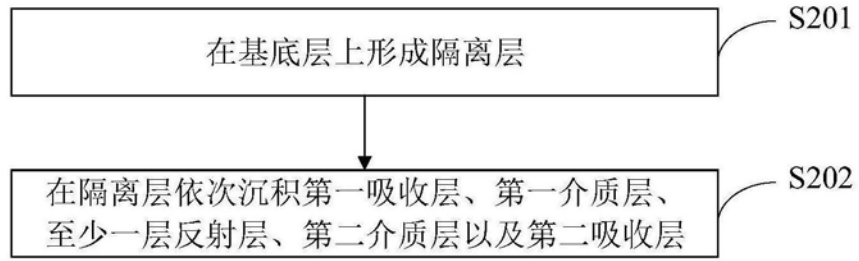 在基底层上形成隔离层
S201
在隔离层依次沉积第一吸收层、第一介质层、
至少一层反射层、第二介质层以及第二吸收层
S202